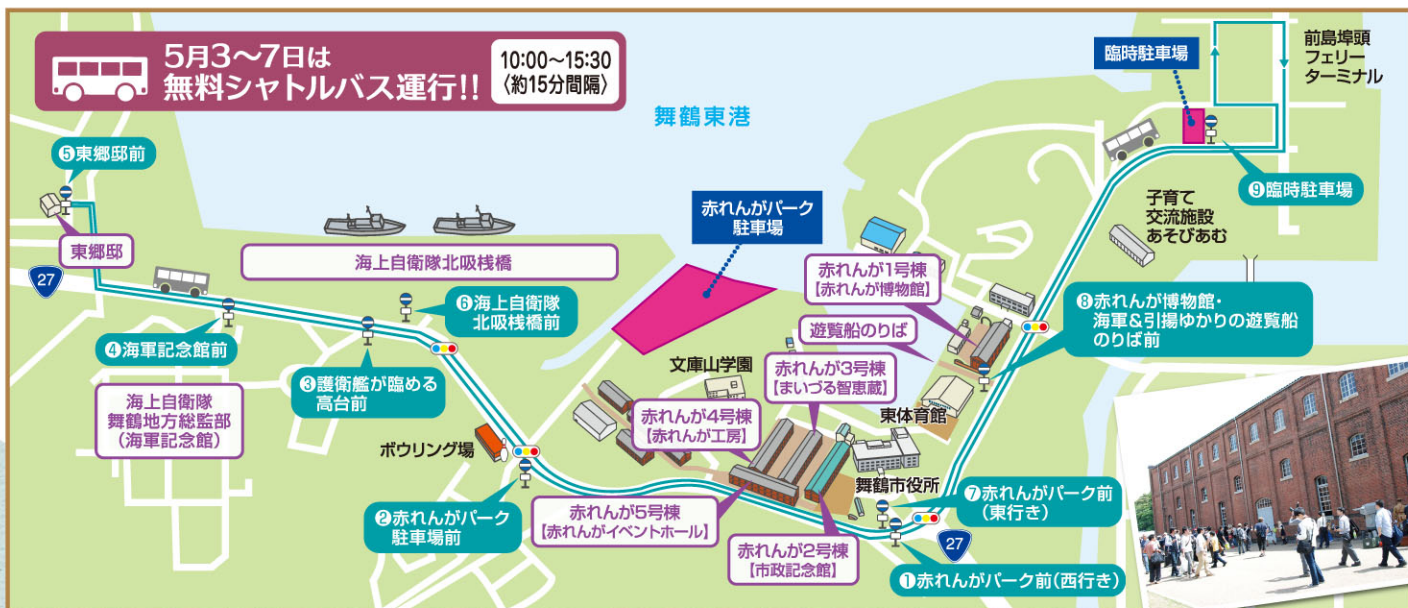 5月3〜7日は
無料シャトルバス運行!!
10:00〜15:30
〈約15分間隔〉
舞鶴東港
臨時駐車場
前島埠頭
フェリー
ターミナル
❺東郷邸前
東郷邸
27
海上自衛隊北吸桟橋
赤れんがパーク
駐車場
❾臨時駐車場
子育て
交流施設
あそびあむ
赤れんが1号棟
【赤れんが博物館】
遊覧船のりば
❽赤れんが博物館・
海軍&引揚ゆかりの遊覧船
のりば前
❻海上自衛隊
北吸桟橋前
❹海軍記念館前
❸護衛艦が臨める
高台前
海上自衛隊
舞鶴地方総監部
(海軍記念館)
文庫山学園
赤れんが3号棟
【まいづる智恵蔵】
東体育館
赤れんが4号棟
【赤れんが工房】
ボウリング場
舞鶴市役所
❷赤れんがパーク
駐車場前
赤れんが5号棟
【赤れんがイベントホール】
赤れんが2号棟
【市政記念館】
❼赤れんがパーク前
(東行き)
27
❶赤れんがパーク前(西行き)